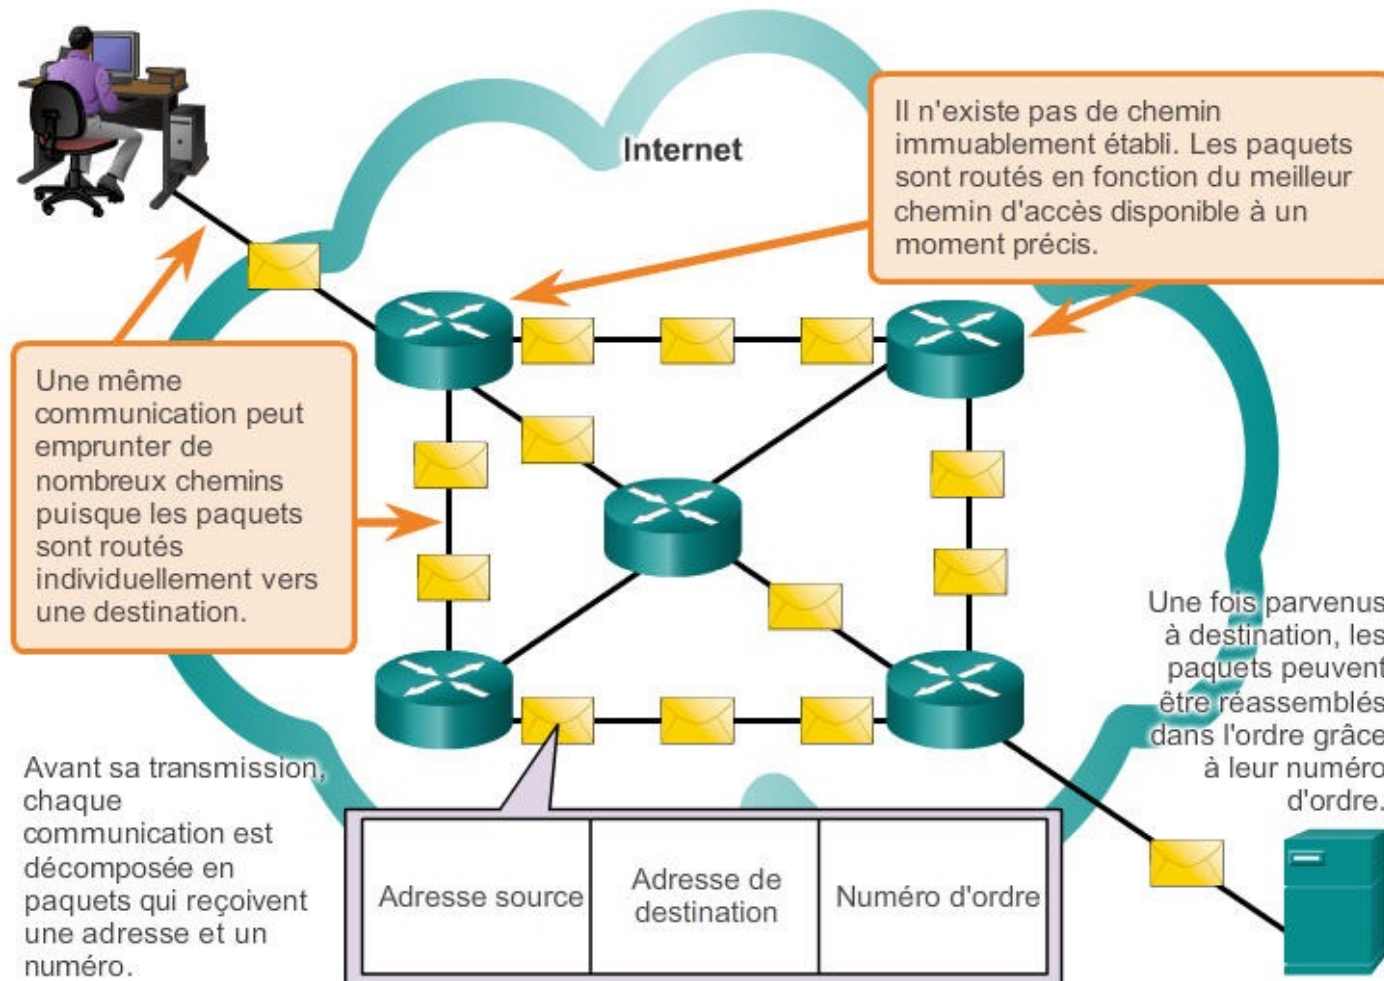 Internet
Il n'existe pas de chemin
immuablement établi. Les paquets
sont routés en fonction du meilleur
chemin d'accès disponible à un
moment précis.
Une même
communication peut
emprunter de
nombreux chemins
puisque les paquets
sont routés
individuellement vers
une destination.
Une fois parvenus
à destination, les
paquets peuvent
être réassemblés
dans l'ordre grâce
à leur numéro
d'ordre.
Avant sa transmission,
chaque
communication est
décomposée en
paquets qui reçoivent
une adresse et un
numéro.
Adresse source
Adresse de
destination
Numéro d'ordre